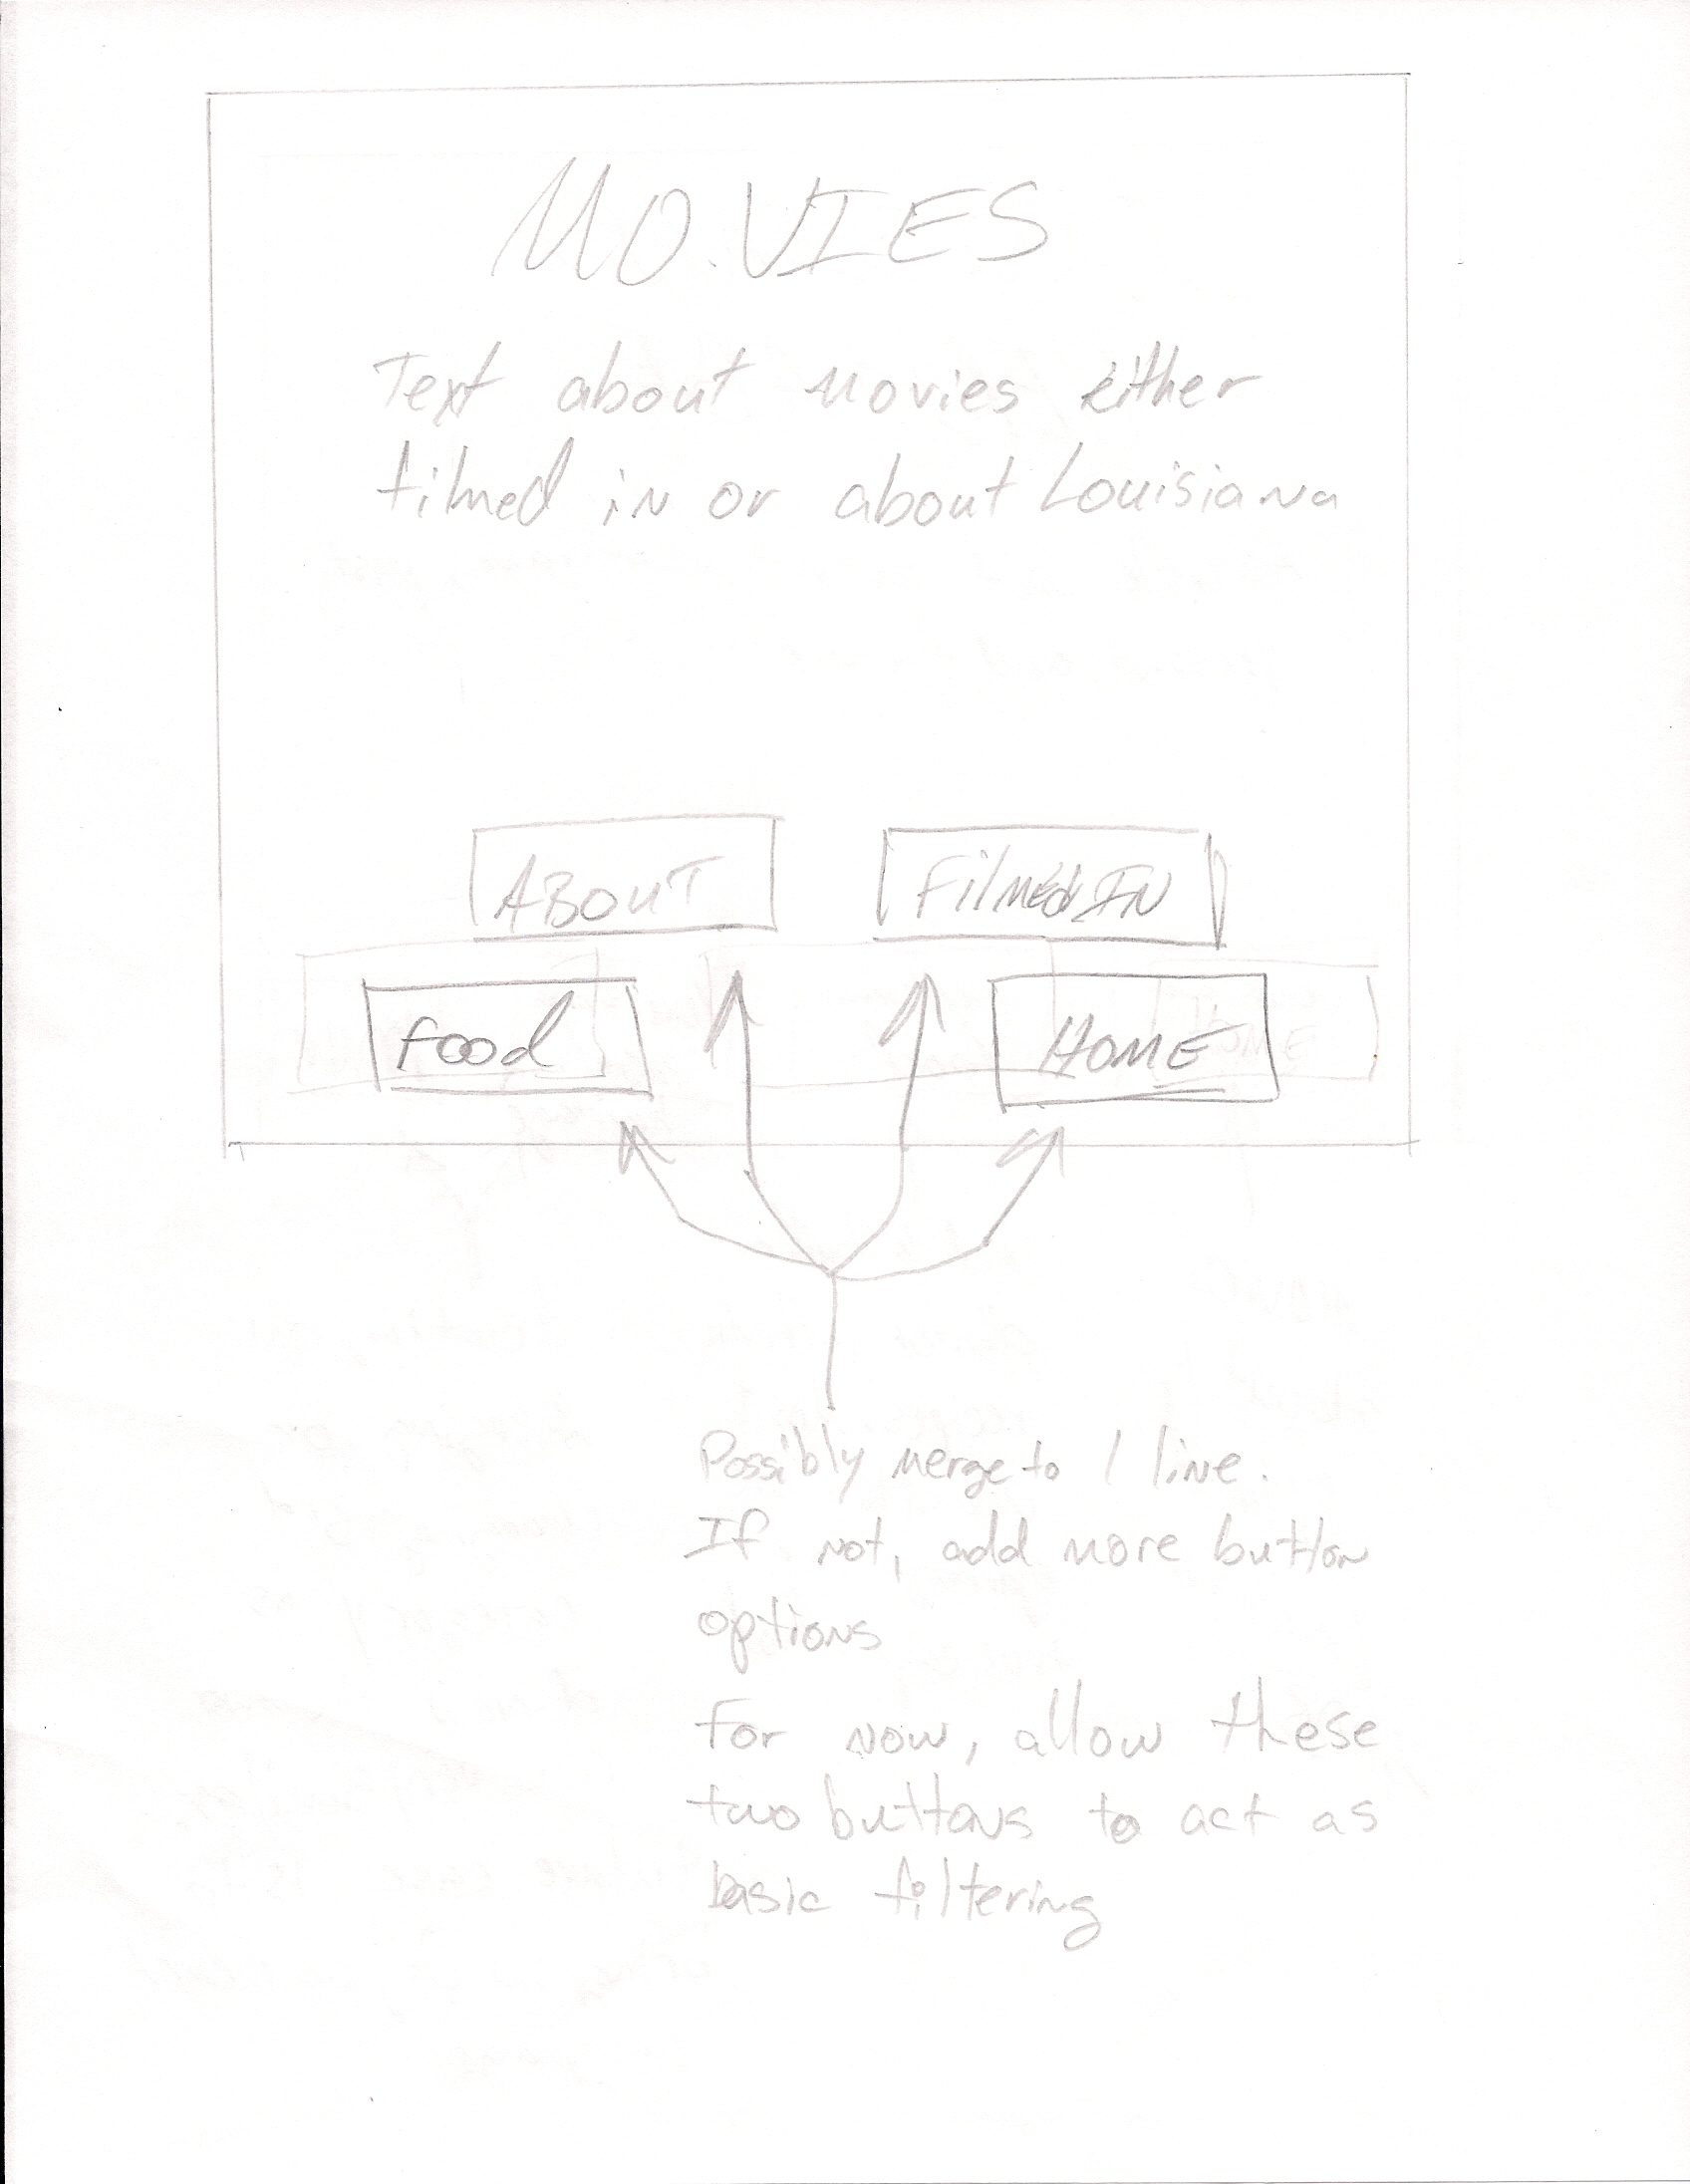 MOVIES
Text about movies either
filmed in or about Louisiana
ABOUT
Filmed IN
food
HOME
HOME
Possibly merge to 1 line.
If not, add more button
options
For now, allow these
two buttons to act as
basic filtering